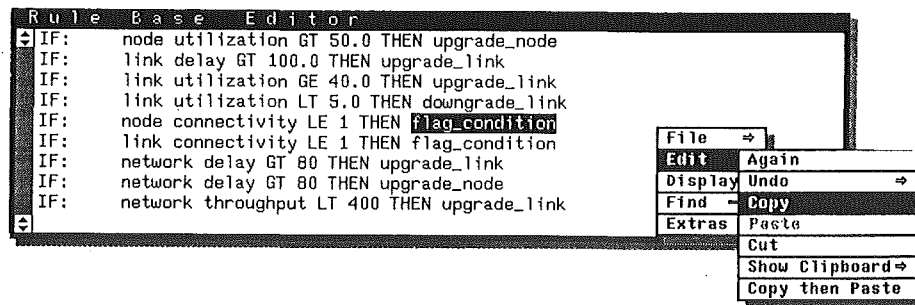 Rule Base Editor
IF: node utilization GT 50.0 THEN upgrade_node
IF: link delay GT 100.0 THEN upgrade_link
IF: link utilization GE 40.0 THEN upgrade_link
IF: link utilization LT 5.0 THEN downgrade_link
IF: node connectivity LE 1 THEN flag_condition
IF: link connectivity LE 1 THEN flag_condition
IF: network delay GT 80 THEN upgrade_link
IF: network delay GT 80 THEN upgrade_node
IF: network throughput LT 400 THEN upgrade_link
File ⇒
Edit
Display
Find
Extras
Again
Undo ⇒
Copy
Paste
Cut
Show Clipboard ⇒
Copy then Paste